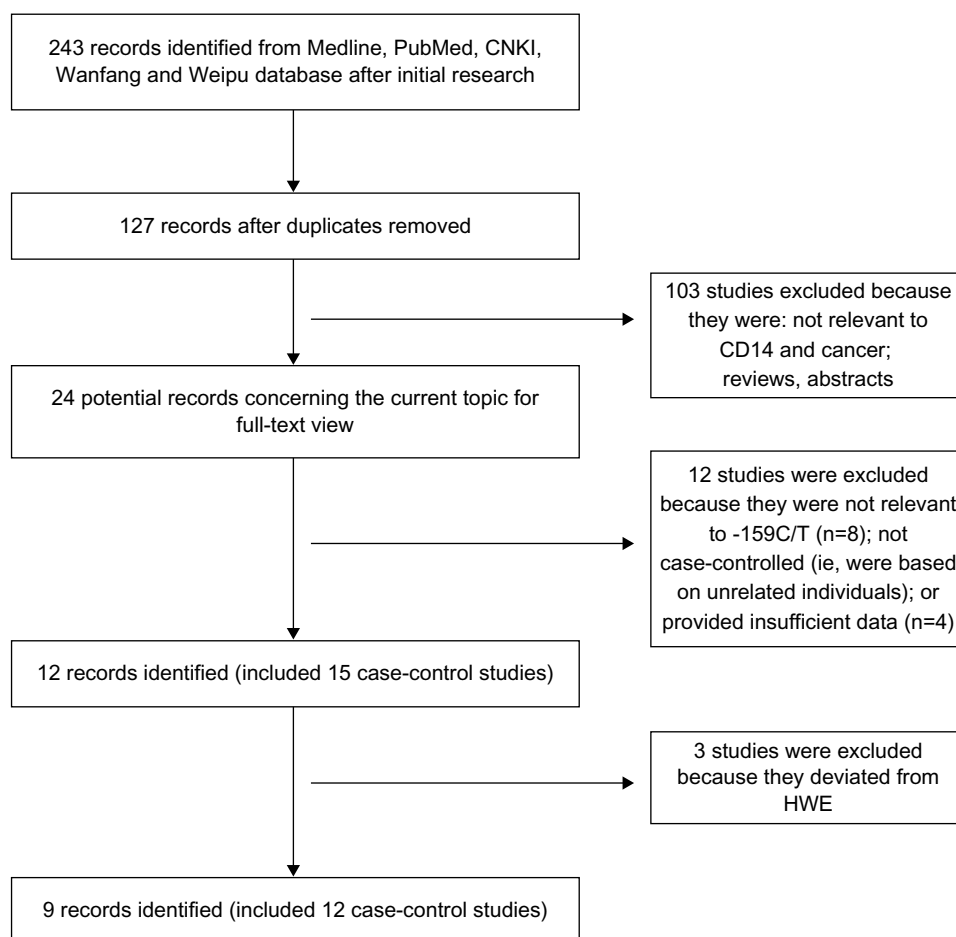 243 records identified from Medline, PubMed, CNKI,
Wanfang and Weipu database after initial research
127 records after duplicates removed
103 studies excluded because
they were: not relevant to
CD14 and cancer;
reviews, abstracts
24 potential records concerning the current topic for
full-text view
12 studies were excluded
because they were not relevant
to -159C/T (n=8); not
case-controlled (ie, were based
on unrelated individuals); or
provided insufficient data (n=4)
12 records identified (included 15 case-control studies)
3 studies were excluded
because they deviated from
HWE
9 records identified (included 12 case-control studies)